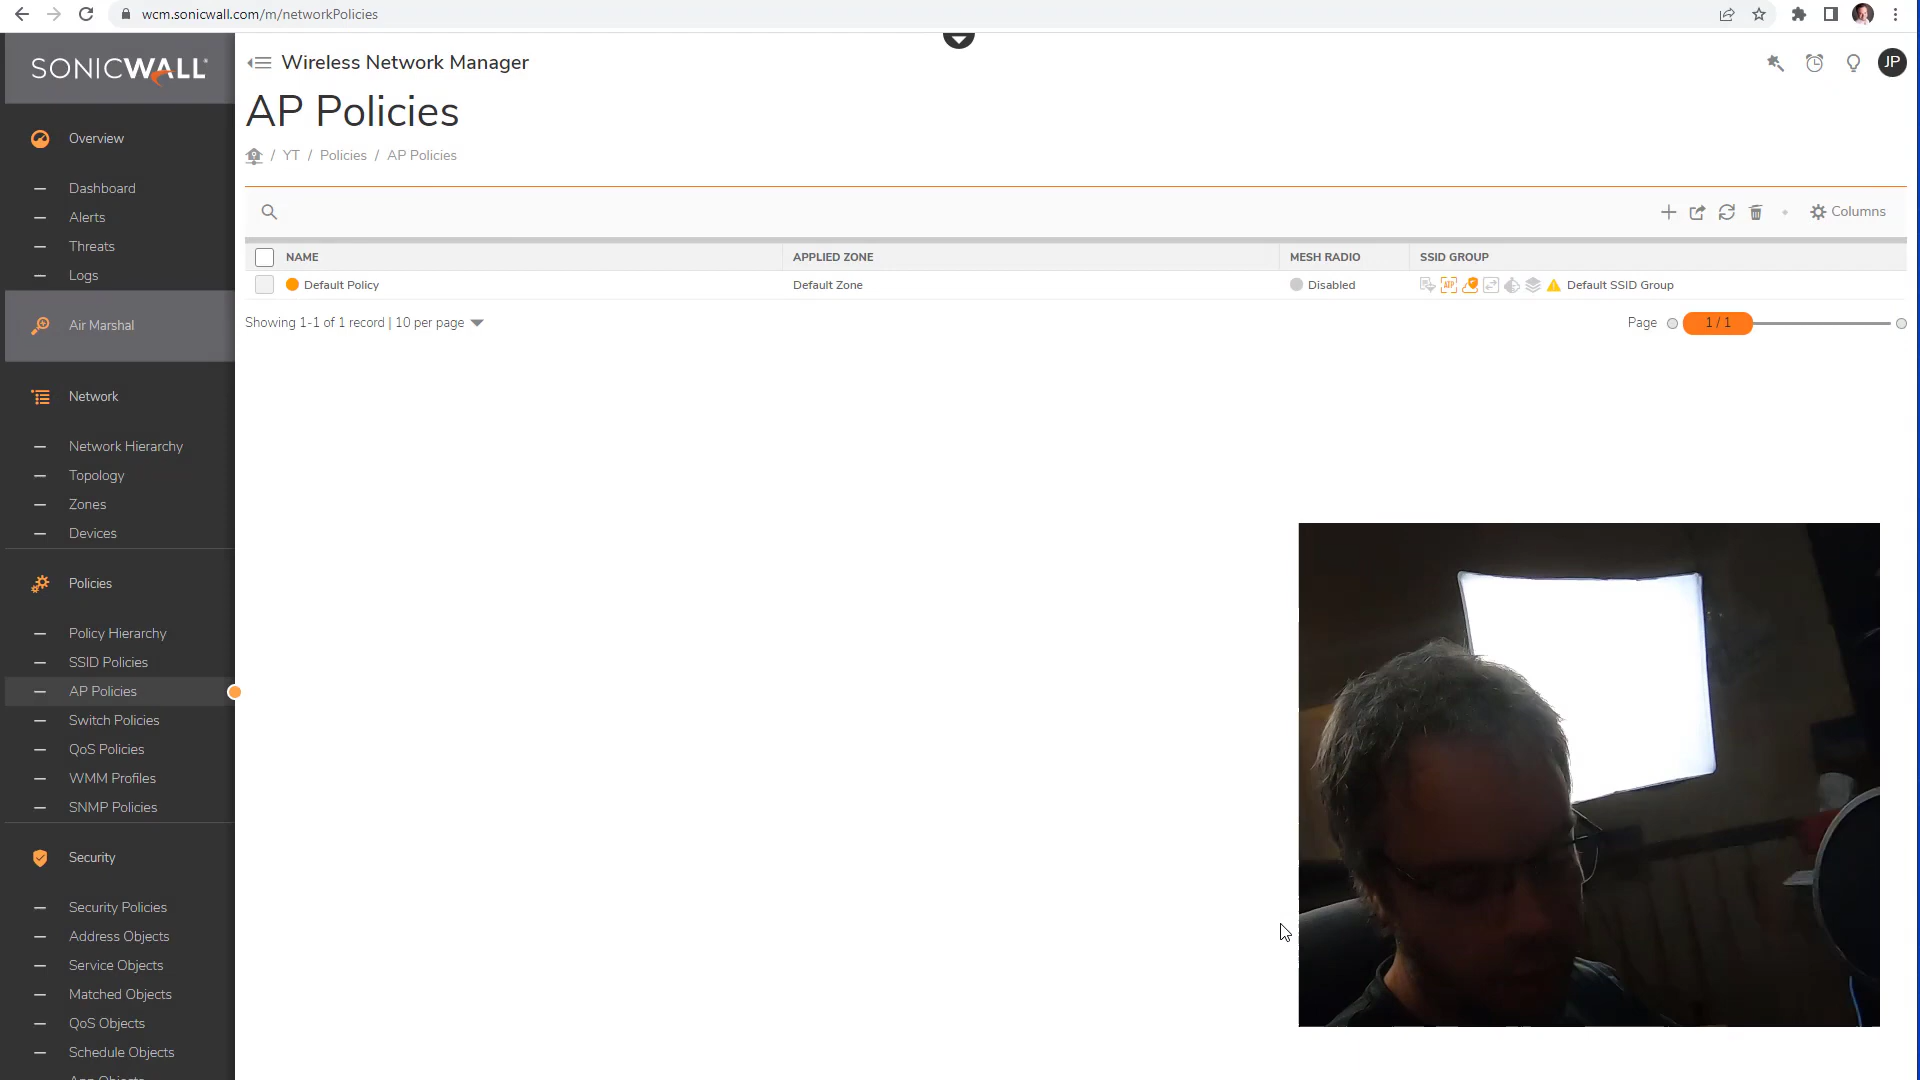 wcm.sonicwall.com/m/networkPolicies
SONICWALL®
Wireless Network Manager
JP
AP Policies
/ YT / Policies / AP Policies
Columns
NAME APPLIED ZONE MESH RADIO SSID GROUP
Default Policy Default Zone Disabled ATP Default SSID Group
Showing 1-1 of 1 record | 10 per page
Page 1 / 1
Overview
Dashboard
Alerts
Threats
Logs
Air Marshal
Network
Network Hierarchy
Topology
Zones
Devices
Policies
Policy Hierarchy
SSID Policies
AP Policies
Switch Policies
QoS Policies
WMM Profiles
SNMP Policies
Security
Security Policies
Address Objects
Service Objects
Matched Objects
QoS Objects
Schedule Objects
App Objects